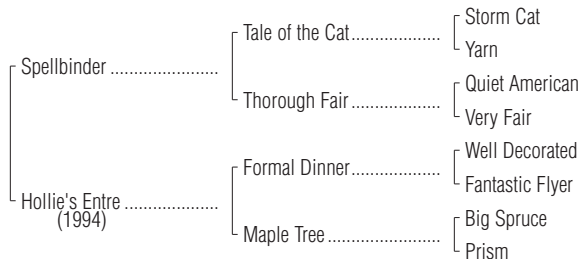 Storm Cat
Tale of the Cat....................
Yarn
Spellbinder ........................
Quiet American
Thorough Fair....................
Very Fair
Well Decorated
Formal Dinner....................
Fantastic Flyer
Hollie's Entre .....................
(1994)
Big Spruce
Maple Tree.........................
Prism